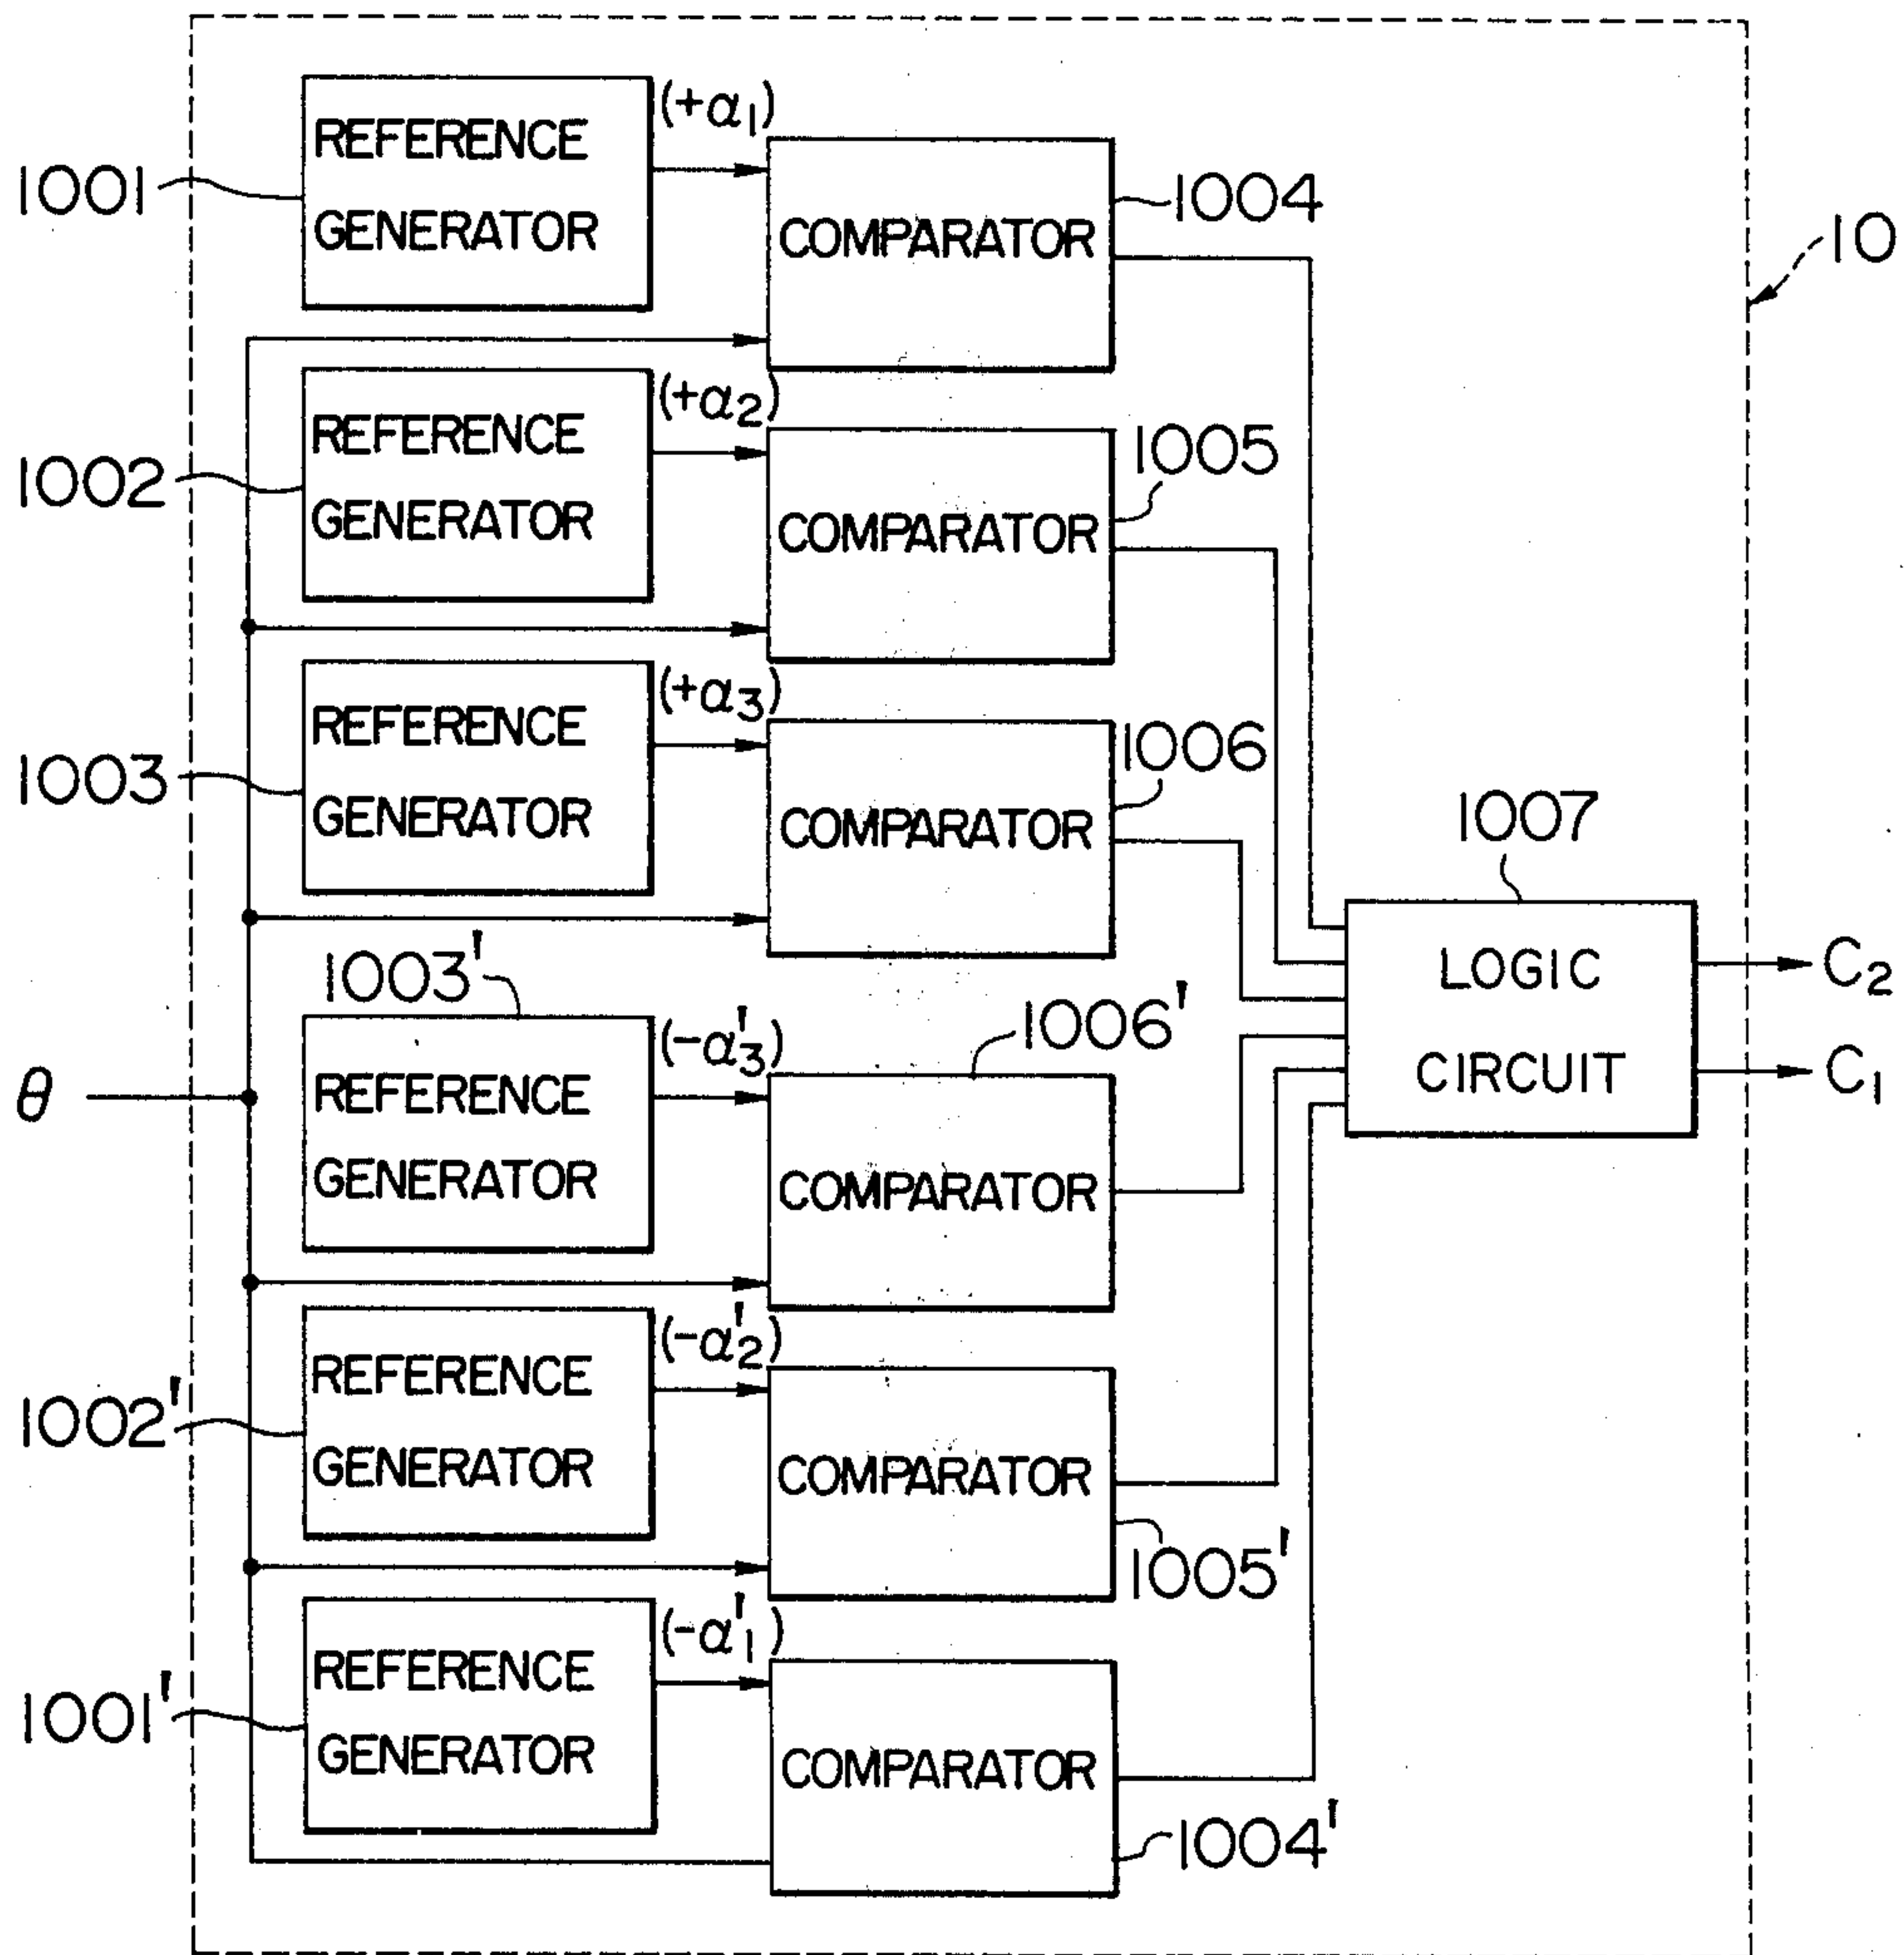 (+α1)
REFERENCE
GENERATOR
1001
COMPARATOR
1004
10
(+α2)
REFERENCE
GENERATOR
1002
COMPARATOR
1005
(+α3)
REFERENCE
GENERATOR
1003
COMPARATOR
1006
1007
LOGIC
CIRCUIT
C2
C1
1003'
(-α'3)
REFERENCE
GENERATOR
1006'
COMPARATOR
θ
(-α'2)
REFERENCE
GENERATOR
1002'
COMPARATOR
1005'
(-α'1)
REFERENCE
GENERATOR
1001'
COMPARATOR
1004'